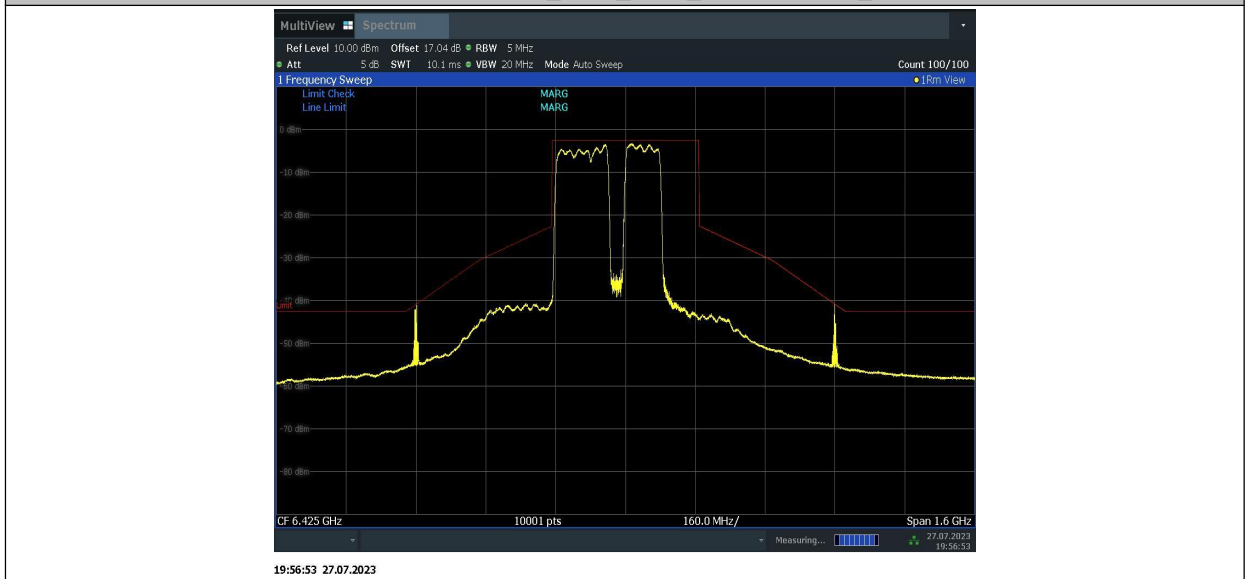 MultiView Spectrum
Ref Level 10.00 dBm Offset 17.04 dB RBW 5 MHz
Att 5 dB SWT 10.1 ms VBW 20 MHz Mode Auto Sweep Count 100/100
1 Frequency Sweep 1Rm View
Limit Check MARG
Line Limit MARG
0 dBm
-10 dBm
-20 dBm
-30 dBm
-40 dBm
-50 dBm
-60 dBm
-70 dBm
-80 dBm
CF 6.425 GHz 10001 pts 160.0 MHz/ Span 1.6 GHz
Measuring... 27.07.2023
19:56:53
19:56:53 27.07.2023